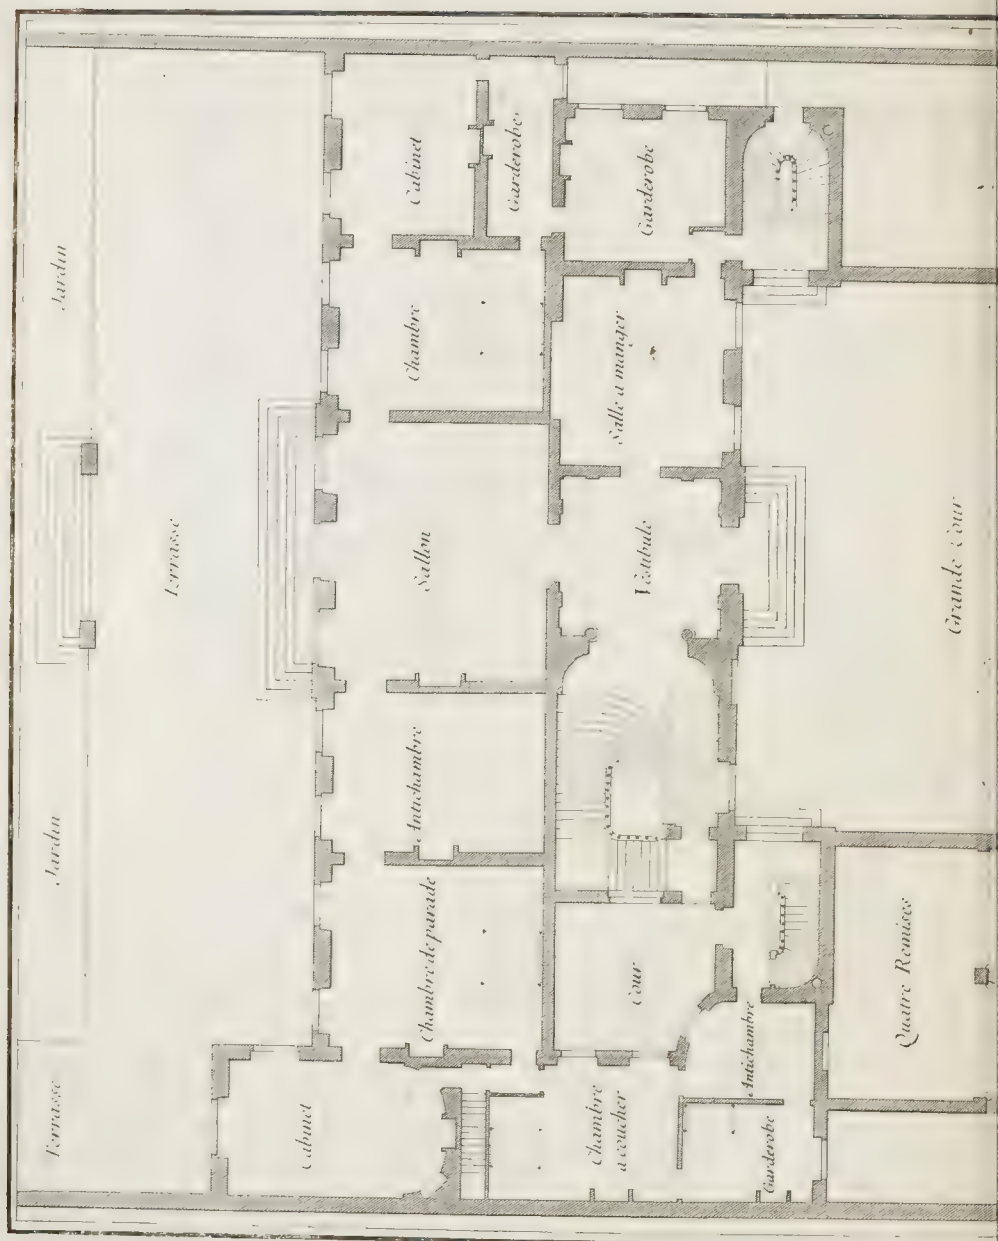 Jardin
Jardin
Terrasse
Terrasse
Cabinet
Garderobe
Garderobe
Chambre
Salle a manger
Sallon
Vestibule
Grande Cour
Antichambre
Chambre de parade
Cour
Antichambre
Quatre Remises
Cabinet
Chambre
a coucher
Garderobe